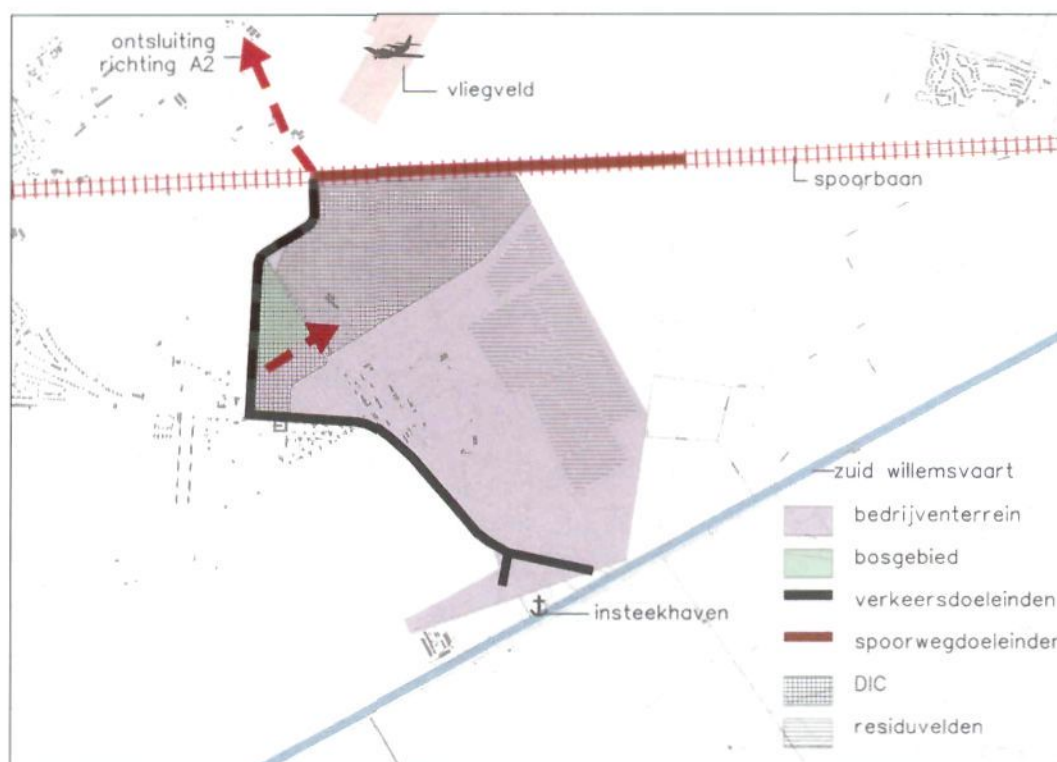 ontsluiting
richting A2
vliegveld
spoorbaan
zuid willemsvaart
bedrijventerrein
bosgebied
verkeersdoeleinden
insteekhaven
spoorwegdoeleinden
DIC
residuvelden